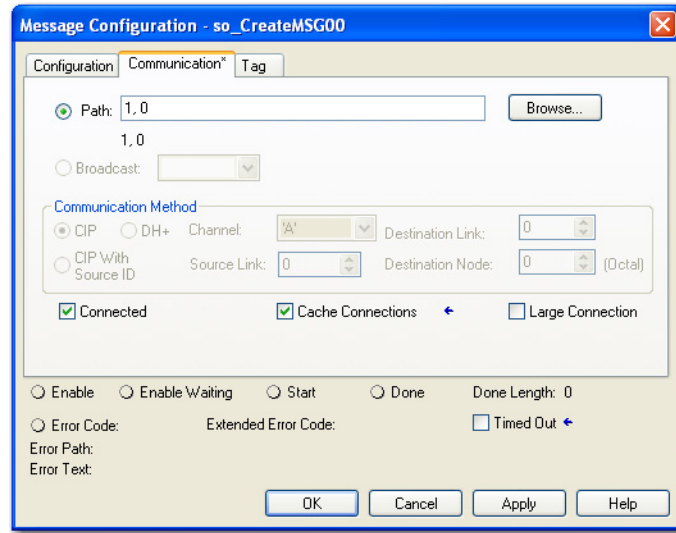 Message Configuration - so_CreateMSG00
Configuration Communication* Tag
Path: 1, 0 Browse...
1, 0
Broadcast:
Communication Method
CIP DH+ Channel: 'A' Destination Link: 0
CIP With Source ID Source Link: 0 Destination Node: 0 (Octal)
Connected Cache Connections ← Large Connection
Enable Enable Waiting Start Done Done Length: 0
Error Code: Extended Error Code: Timed Out ←
Error Path:
Error Text:
OK Cancel Apply Help